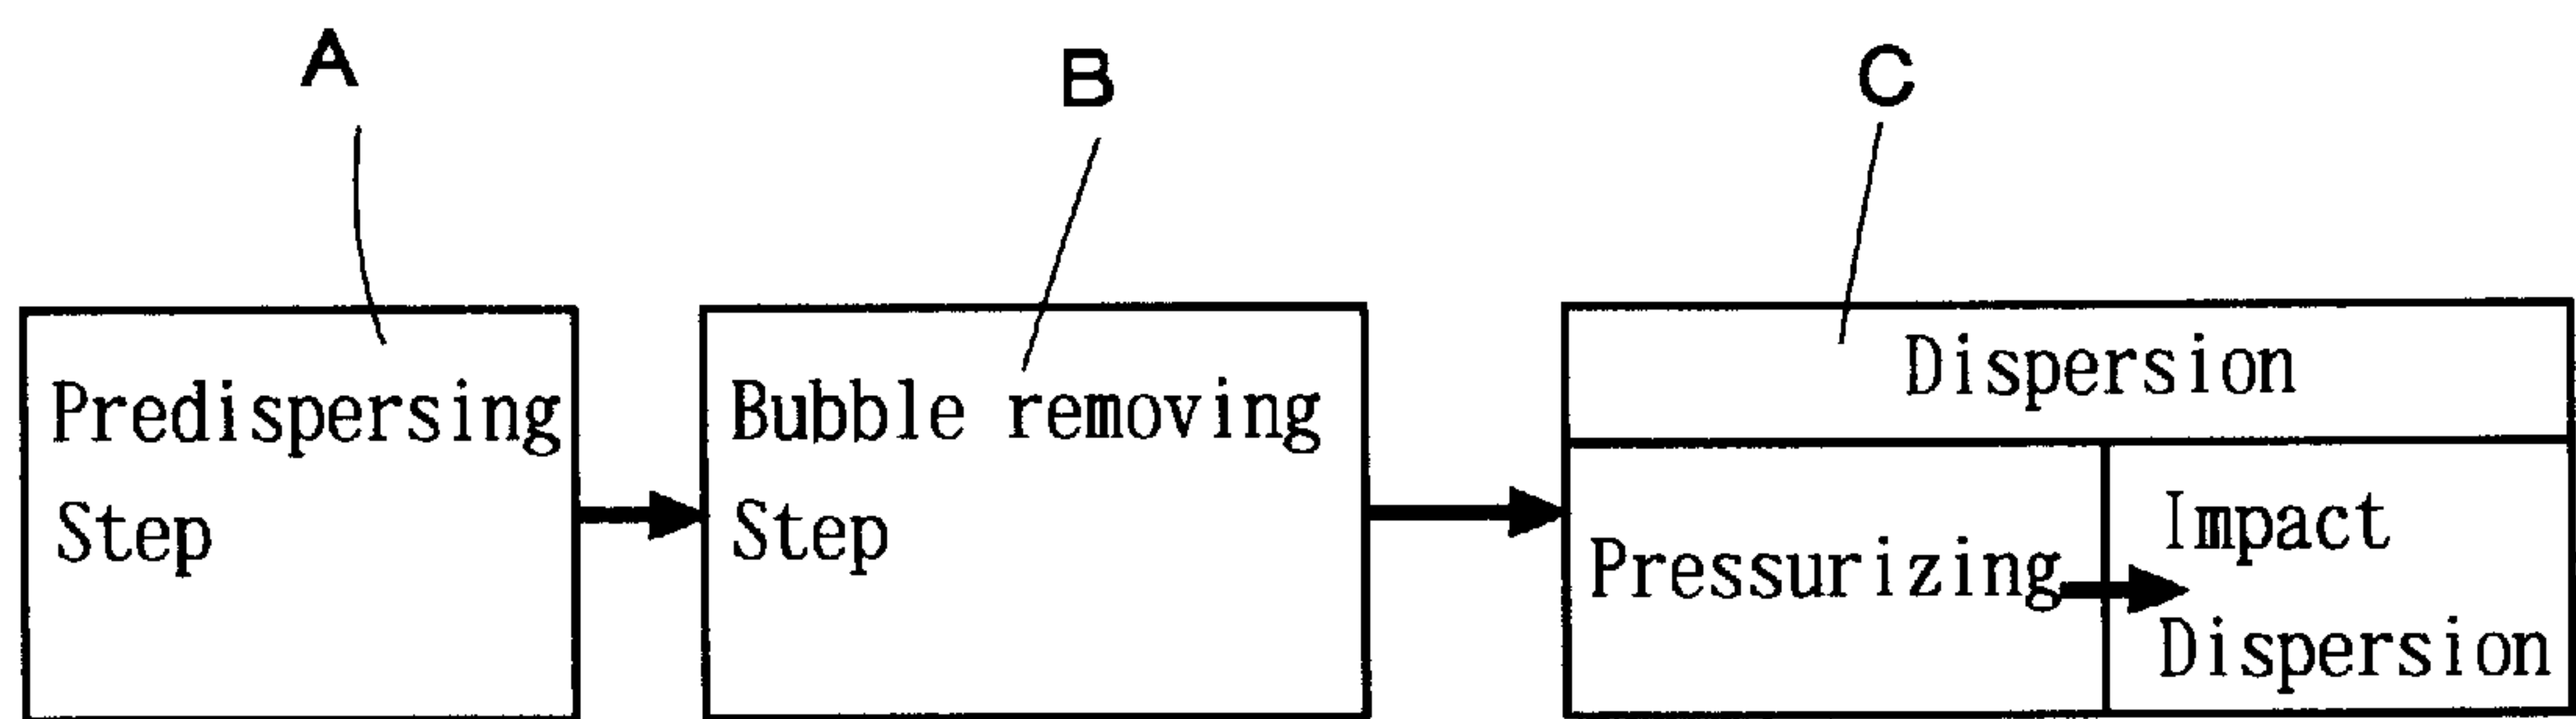 A
B
C
Predispersing
Step
Bubble removing
Step
Dispersion
Pressurizing
Impact
Dispersion